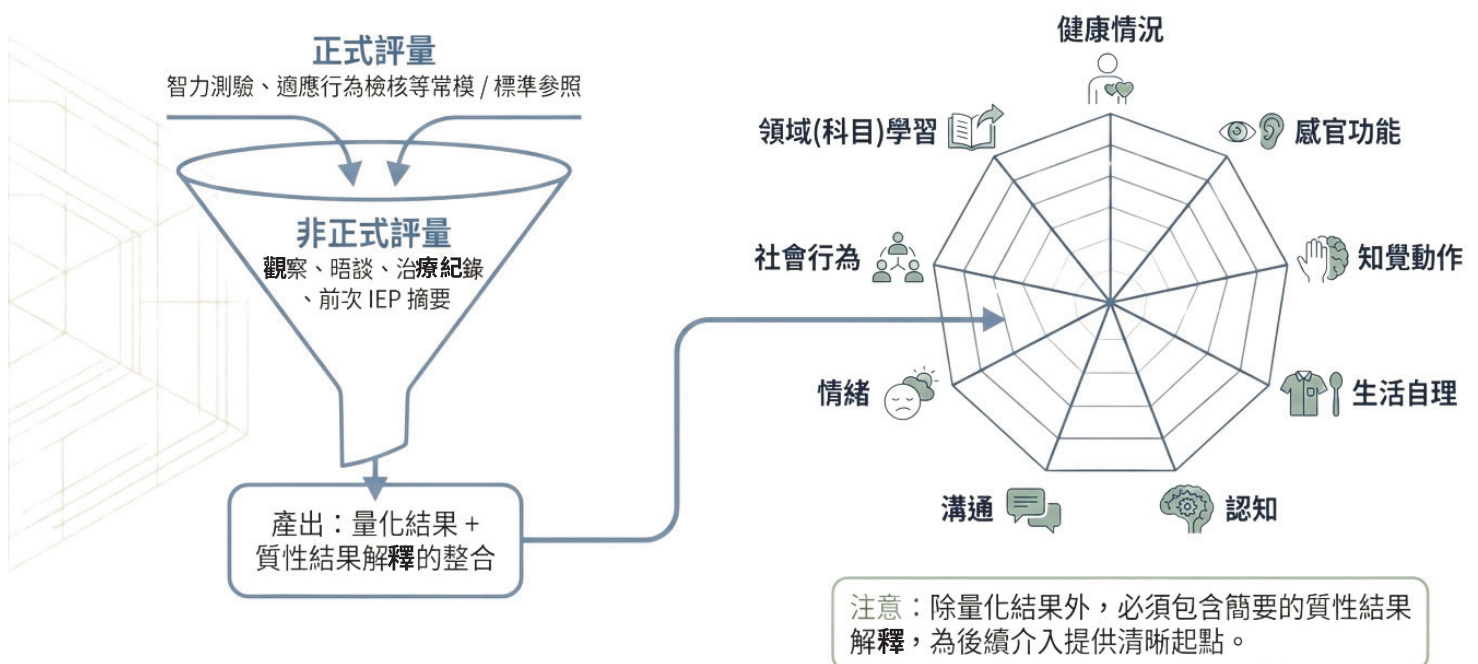 正式評量
智力測驗、適應行為檢核等常模 / 標準參照
非正式評量
觀察、晤談、治療紀錄
、前次 IEP 摘要
產出：量化結果 +
質性結果解釋的整合
健康情況
領域(科目)學習
感官功能
社會行為
知覺動作
情緒
生活自理
溝通
認知
注意：除量化結果外，必須包含簡要的質性結果
解釋，為後續介入提供清晰起點。